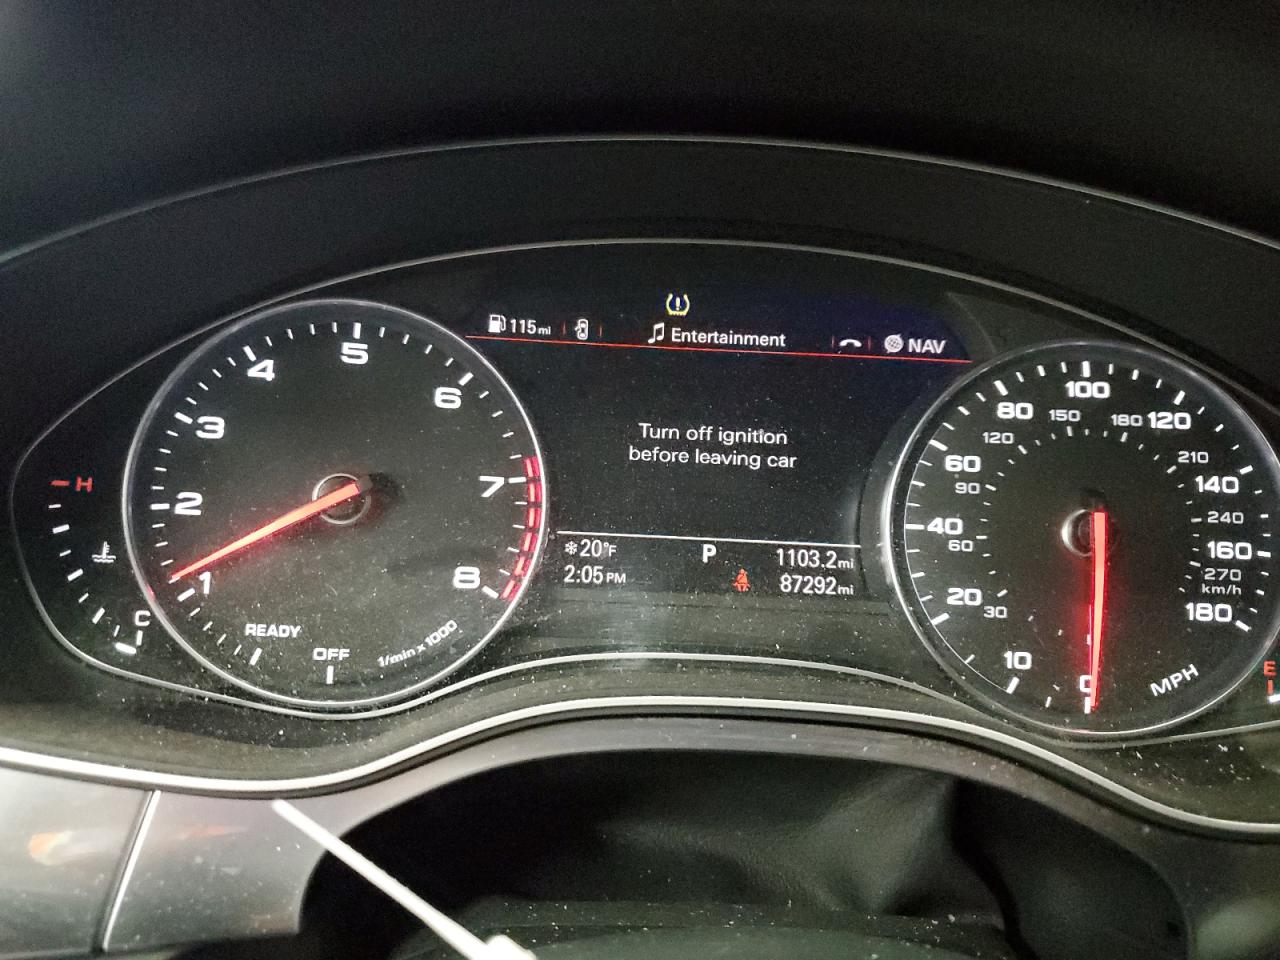 115mi
Entertainment
NAV
Turn off ignition
before leaving car
20°F
P
1103.2mi
2:05PM
87292mi
H
C
1
2
3
4
5
6
7
8
READY
OFF
1/min x 1000
0
10
20
40
60
80
100
120
140
160
180
MPH
30
60
90
120
150
180
210
240
270
km/h
E